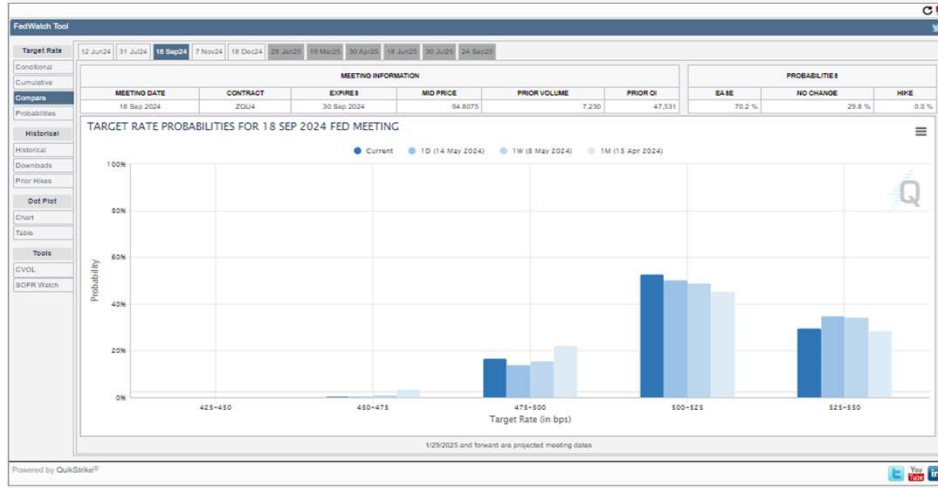 FedWatch Tool
Target Rate
Conditional
Cumulative
Compare
Probabilities
Historical
Historical
Downloads
Prior Hikes
Dot Plot
Chart
Table
Tools
CVOL
SOFR Watch
12 Jun24 31 Jul24 18 Sep24 7 Nov24 18 Dec24 29 Jan25 19 Mar25 30 Apr25 18 Jun25 30 Jul25 24 Sep25
MEETING INFORMATION
MEETING DATE CONTRACT EXPIRES MID PRICE PRIOR VOLUME PRIOR OI
18 Sep 2024 ZQU4 30 Sep 2024 94.8075 7,230 47,531
PROBABILITIES
EASE NO CHANGE HIKE
70.2 % 29.8 % 0.0 %
TARGET RATE PROBABILITIES FOR 18 SEP 2024 FED MEETING
Current 1D (14 May 2024) 1W (8 May 2024) 1M (15 Apr 2024)
Q
Probability
100%
80%
60%
40%
20%
0%
425-450 450-475 475-500 500-525 525-550
Target Rate (in bps)
1/29/2025 and forward are projected meeting dates
Powered by QuikStrike®
You Tube
in